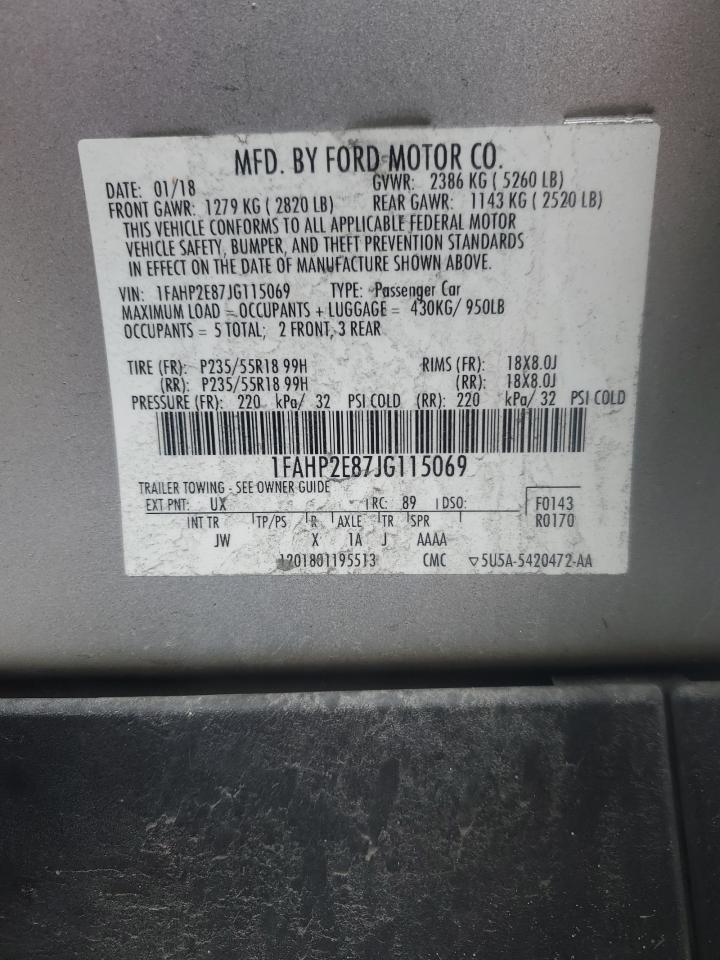 MFD. BY FORD MOTOR CO.
DATE: 01/18 GVWR: 2386 KG ( 5260 LB)
FRONT GAWR: 1279 KG ( 2820 LB) REAR GAWR: 1143 KG ( 2520 LB)
THIS VEHICLE CONFORMS TO ALL APPLICABLE FEDERAL MOTOR
VEHICLE SAFETY, BUMPER, AND THEFT PREVENTION STANDARDS
IN EFFECT ON THE DATE OF MANUFACTURE SHOWN ABOVE.
VIN: 1FAHP2E87JG115069 TYPE: Passenger Car
MAXIMUM LOAD = OCCUPANTS + LUGGAGE = 430KG/ 950LB
OCCUPANTS = 5 TOTAL; 2 FRONT, 3 REAR
TIRE (FR): P235/55R18 99H RIMS (FR): 18X8.0J
(RR): P235/55R18 99H (RR): 18X8.0J
PRESSURE (FR): 220 kPa/ 32 PSI COLD (RR): 220 kPa/ 32 PSI COLD
1FAHP2E87JG115069
TRAILER TOWING - SEE OWNER GUIDE
EXT PNT: UX RC: 89 DSO: F0143
INT TR TP/PS R AXLE TR SPR R0170
JW X 1A J AAAA
1201801195513 CMC ▽5U5A-5420472-AA